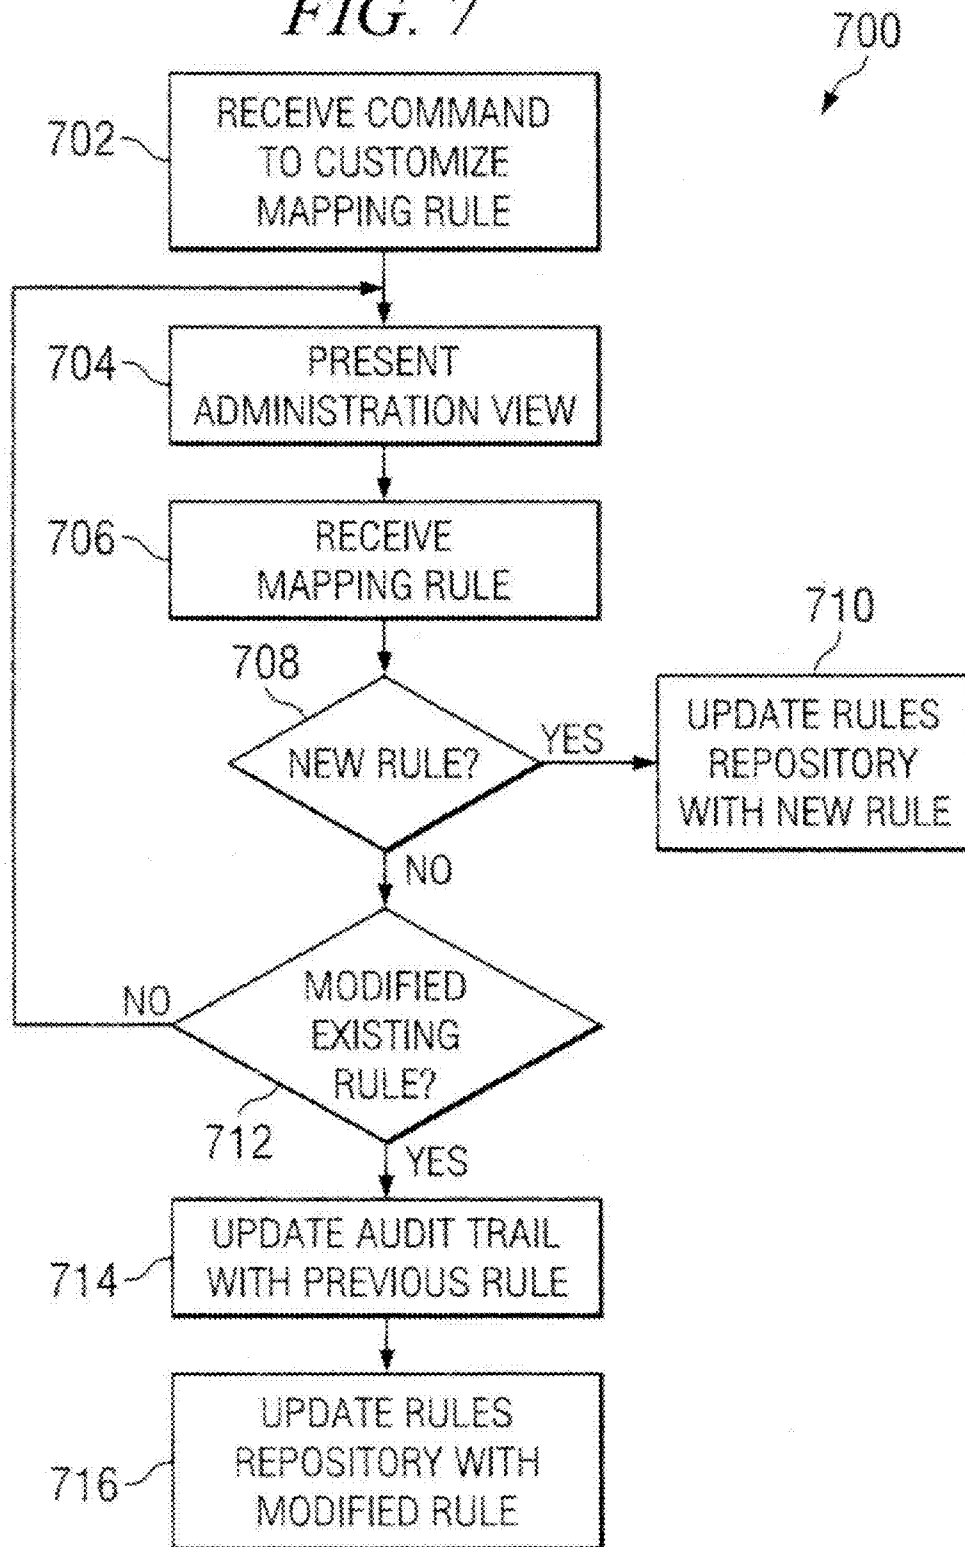 FIG. 7
700
702
RECEIVE COMMAND
TO CUSTOMIZE
MAPPING RULE
704
PRESENT
ADMINISTRATION VIEW
706
RECEIVE
MAPPING RULE
708
NEW RULE?
YES
710
UPDATE RULES
REPOSITORY
WITH NEW RULE
NO
MODIFIED
EXISTING
RULE?
NO
712
YES
714
UPDATE AUDIT TRAIL
WITH PREVIOUS RULE
716
UPDATE RULES
REPOSITORY WITH
MODIFIED RULE